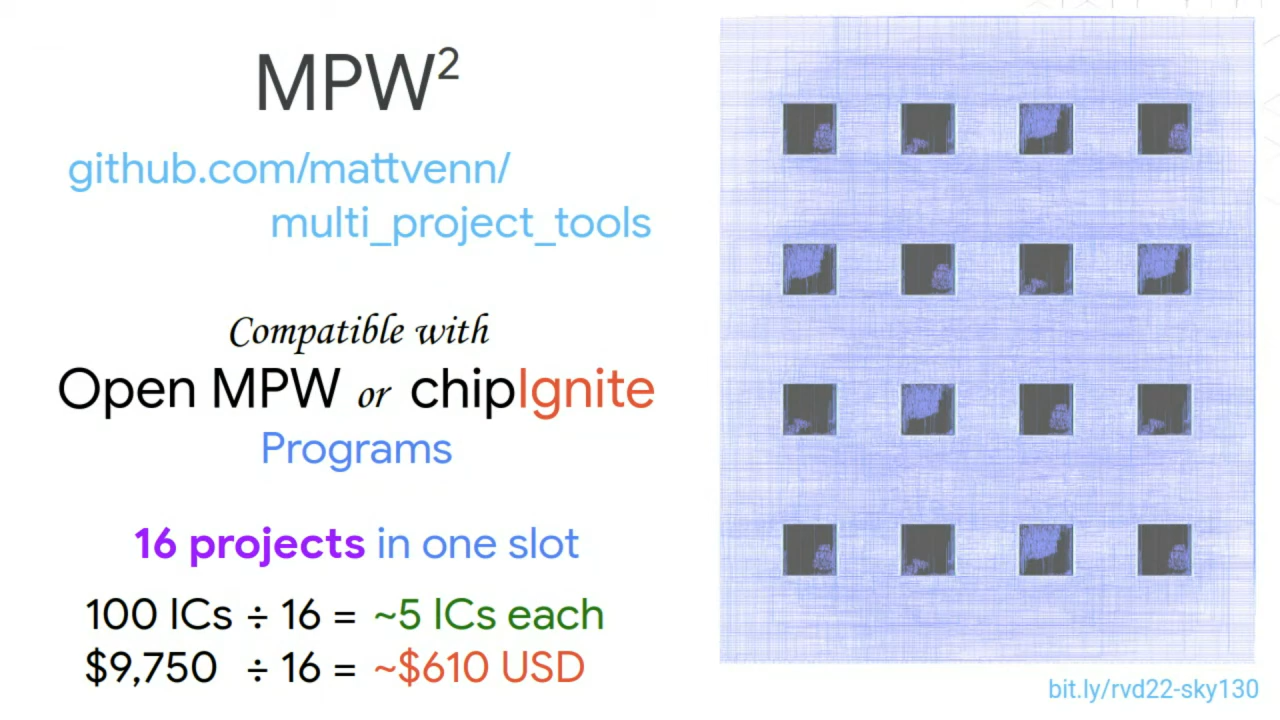 MPW²
github.com/mattvenn/
multi_project_tools
Compatible with
Open MPW or chipIgnite
Programs
16 projects in one slot
100 ICs ÷ 16 = ~5 ICs each
$9,750 ÷ 16 = ~$610 USD
bit.ly/rvd22-sky130